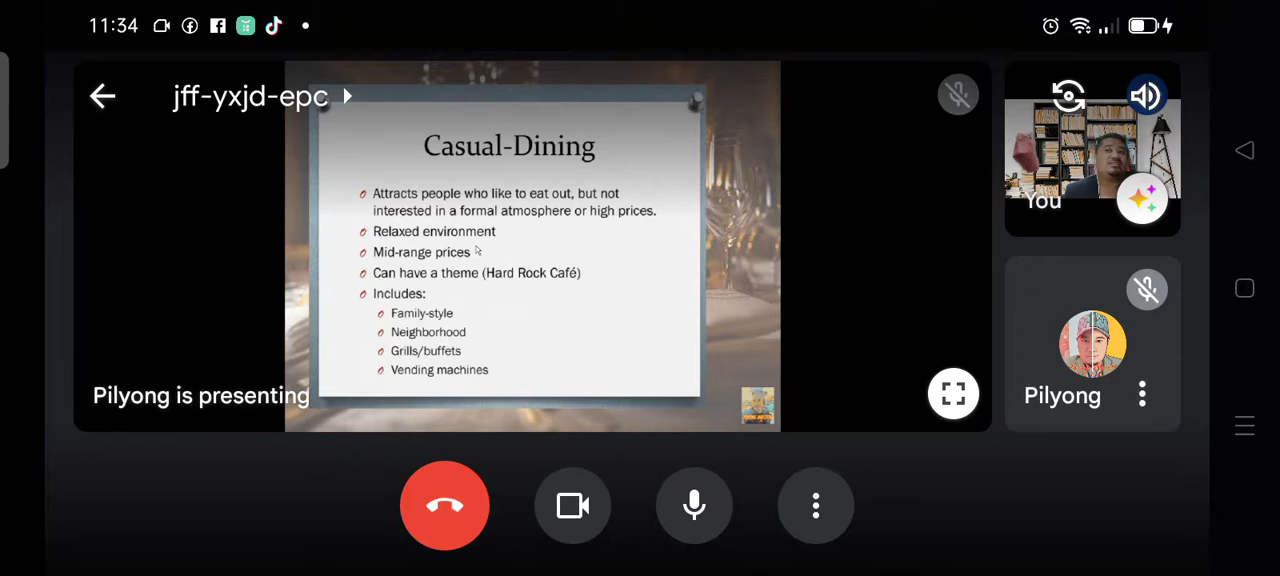 11:34
jff-yxjd-epc
Casual-Dining
Attracts people who like to eat out, but not
interested in a formal atmosphere or high prices.
Relaxed environment
Mid-range prices
Can have a theme (Hard Rock Café)
Includes:
Family-style
Neighborhood
Grills/buffets
Vending machines
Pilyong is presenting
You
Pilyong